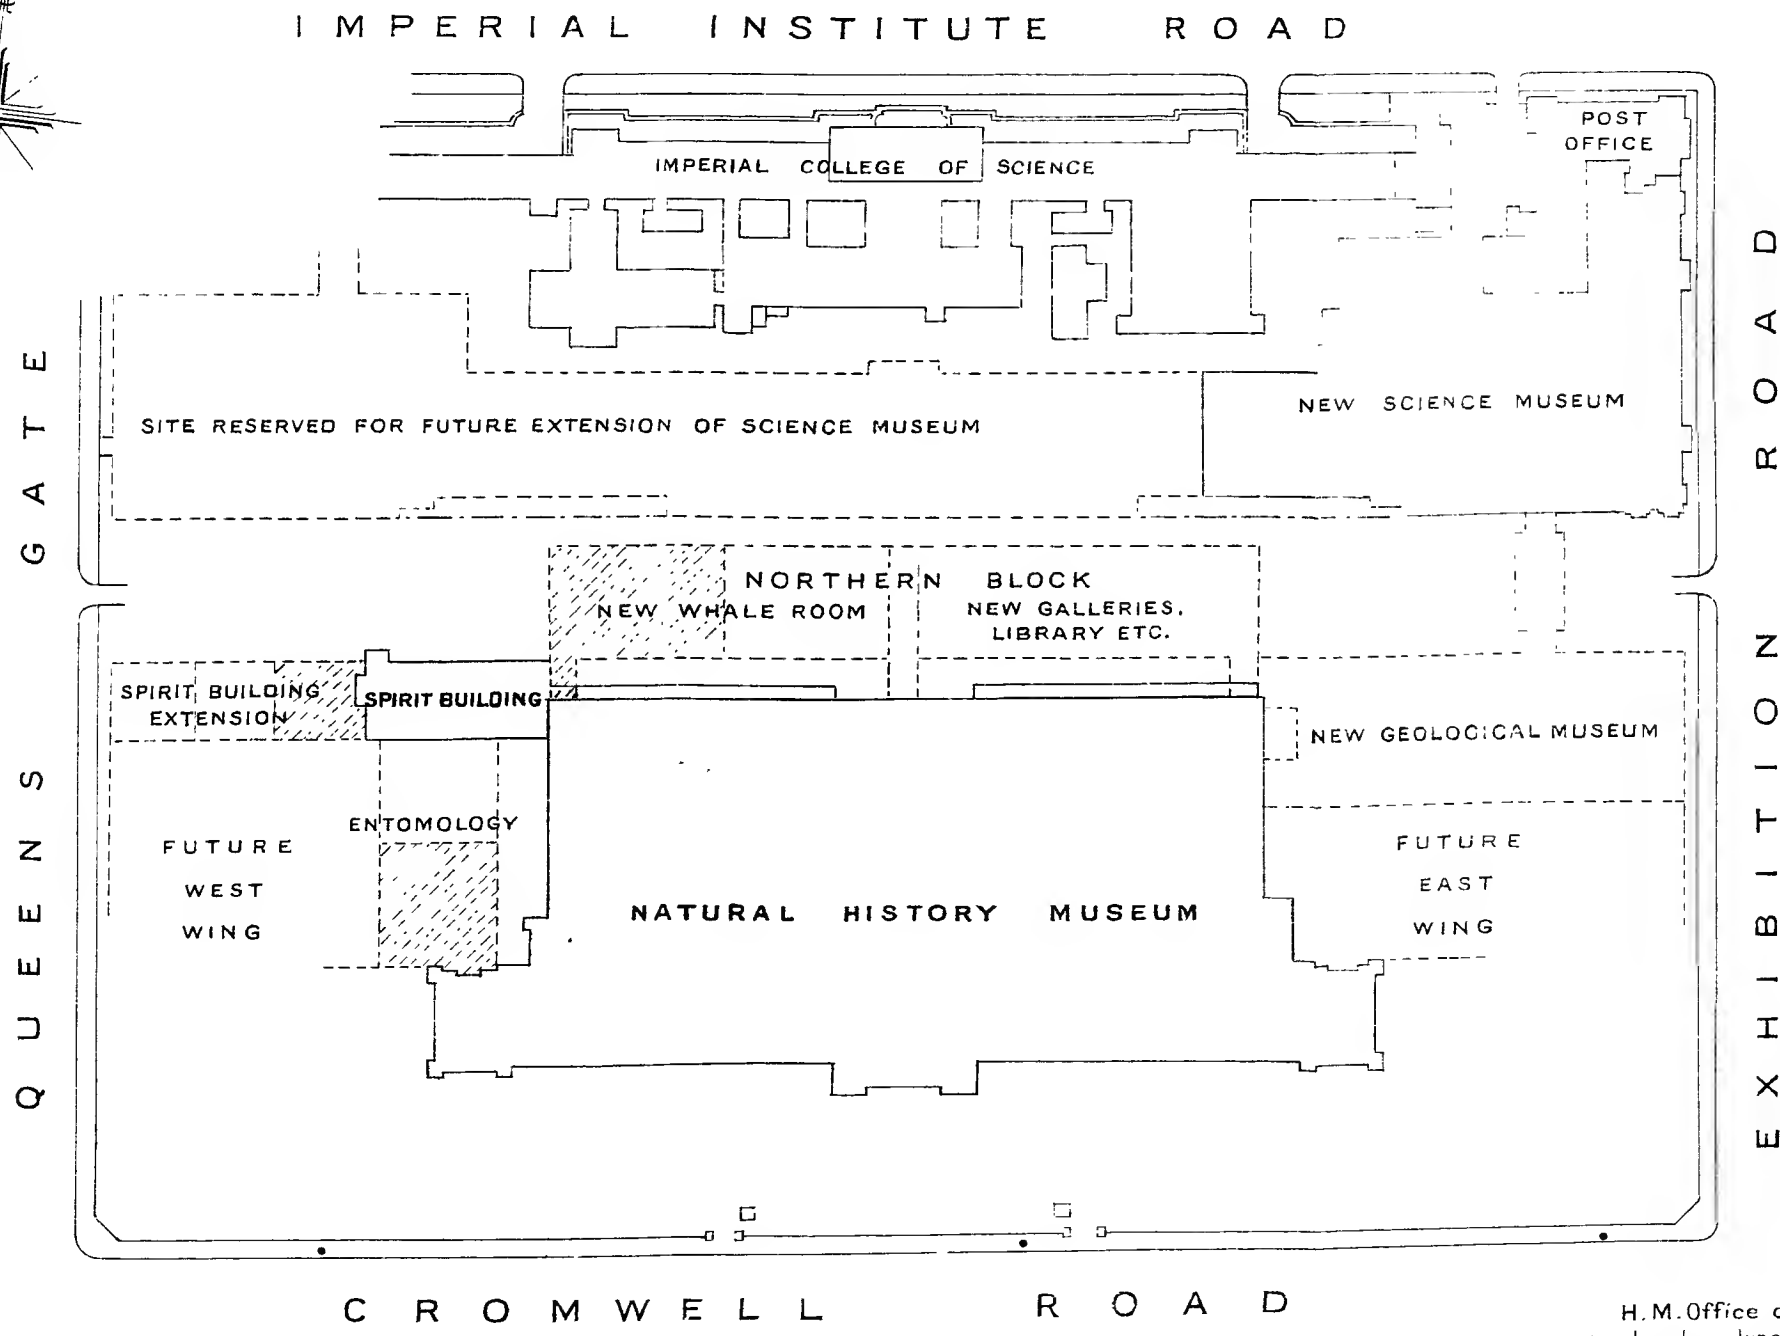 IMPERIAL INSTITUTE ROAD
POST
OFFICE
IMPERIAL COLLEGE OF SCIENCE
NEW SCIENCE MUSEUM
SITE RESERVED FOR FUTURE EXTENSION OF SCIENCE MUSEUM
QUEENS GATE
EXHIBITION ROAD
NORTHERN BLOCK
NEW WHALE ROOM
NEW GALLERIES,
LIBRARY ETC.
SPIRIT BUILDING
EXTENSION
SPIRIT BUILDING
NEW GEOLOGICAL MUSEUM
ENTOMOLOGY
FUTURE
WEST
WING
FUTURE
EAST
WING
NATURAL HISTORY MUSEUM
CROMWELL ROAD
H.M. Office